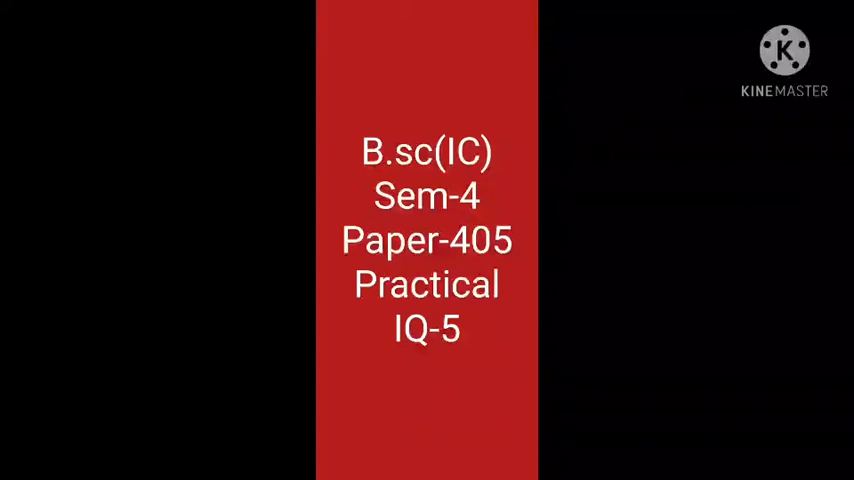 B.sc(IC)
Sem-4
Paper-405
Practical
IQ-5
K
KINEMASTER